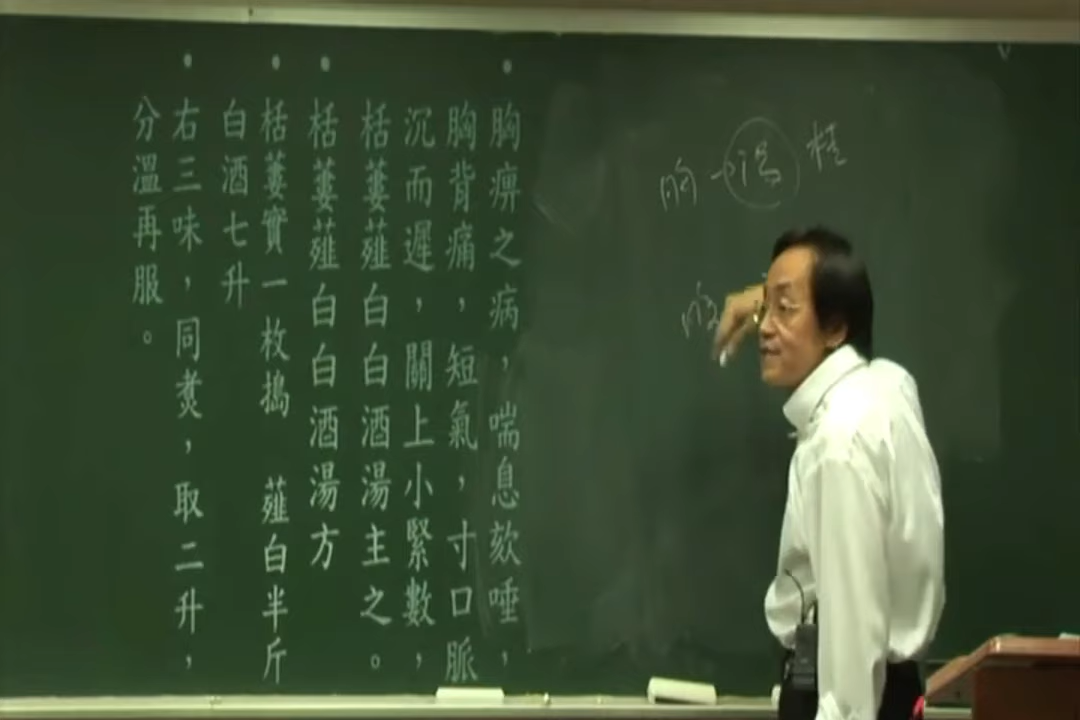 •胸痹之病，喘息欬唾，
胸背痛，短氣，寸口脈
沉而遲，關上小緊數，
栝蔞薤白白酒湯主之。
•栝蔞薤白白酒湯方
•栝蔞實一枚搗　薤白半斤
白酒七升
•右三味，同煑，取二升，
分溫再服。
桂